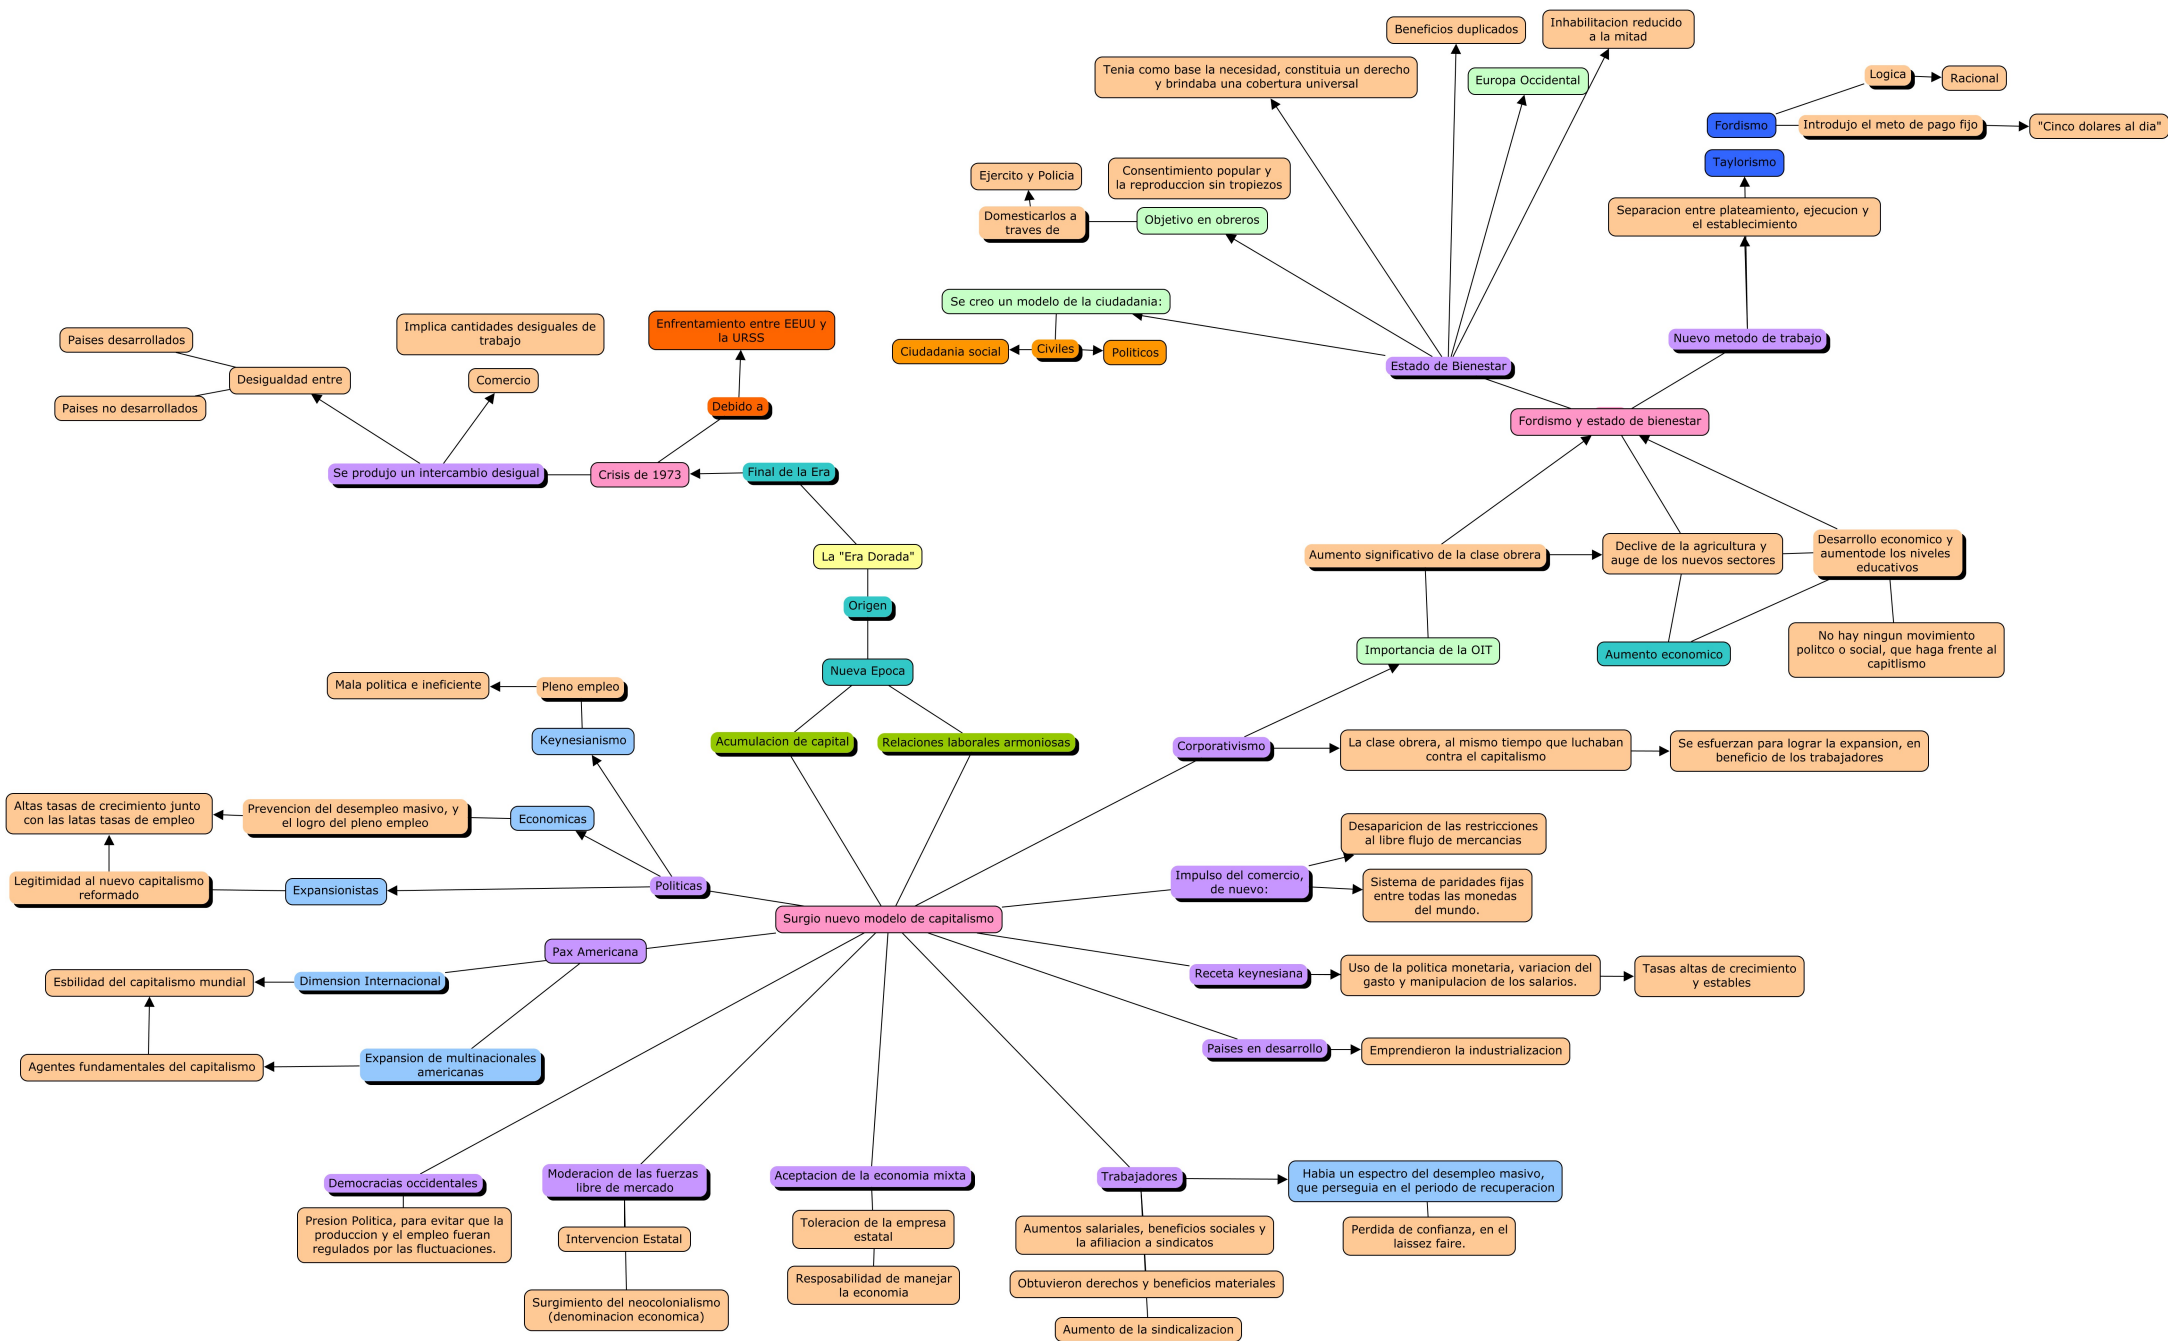 Beneficios duplicados
Inhabilitacion reducido
a la mitad
Tenia como base la necesidad, constituia un derecho
y brindaba una cobertura universal
Europa Occidental
Logica
Racional
Fordismo
Introdujo el meto de pago fijo
"Cinco dolares al dia"
Taylorismo
Ejercito y Policia
Consentimiento popular y
la reproduccion sin tropiezos
Domesticarlos a
traves de
Objetivo en obreros
Separacion entre plateamiento, ejecucion y
el establecimiento
Se creo un modelo de la ciudadania:
Ciudadania social
Civiles
Politicos
Nuevo metodo de trabajo
Estado de Bienestar
Fordismo y estado de bienestar
Paises desarrollados
Implica cantidades desiguales de
trabajo
Enfrentamiento entre EEUU y
la URSS
Desigualdad entre
Comercio
Paises no desarrollados
Debido a
Se produjo un intercambio desigual
Crisis de 1973
Final de la Era
La "Era Dorada"
Origen
Nueva Epoca
Aumento significativo de la clase obrera
Declive de la agricultura y
auge de los nuevos sectores
Desarrollo economico y
aumentode los niveles
educativos
Importancia de la OIT
Aumento economico
No hay ningun movimiento
politco o social, que haga frente al
capitlismo
Mala politica e ineficiente
Pleno empleo
Keynesianismo
Acumulacion de capital
Relaciones laborales armoniosas
Corporativismo
La clase obrera, al mismo tiempo que luchaban
contra el capitalismo
Se esfuerzan para lograr la expansion, en
beneficio de los trabajadores
Altas tasas de crecimiento junto
con las latas tasas de empleo
Prevencion del desempleo masivo, y
el logro del pleno empleo
Economicas
Legitimidad al nuevo capitalismo
reformado
Expansionistas
Politicas
Desaparicion de las restricciones
al libre flujo de mercancias
Impulso del comercio,
de nuevo:
Sistema de paridades fijas
entre todas las monedas
del mundo.
Surgio nuevo modelo de capitalismo
Pax Americana
Esbilidad del capitalismo mundial
Dimension Internacional
Receta keynesiana
Uso de la politica monetaria, variacion del
gasto y manipulacion de los salarios.
Tasas altas de crecimiento
y estables
Agentes fundamentales del capitalismo
Expansion de multinacionales
americanas
Paises en desarrollo
Emprendieron la industrializacion
Democracias occidentales
Presion Politica, para evitar que la
produccion y el empleo fueran
regulados por las fluctuaciones.
Moderacion de las fuerzas
libre de mercado
Intervencion Estatal
Surgimiento del neocolonialismo
(denominacion economica)
Aceptacion de la economia mixta
Toleracion de la empresa
estatal
Resposabilidad de manejar
la economia
Trabajadores
Aumentos salariales, beneficios sociales y
la afiliacion a sindicatos
Obtuvieron derechos y beneficios materiales
Aumento de la sindicalizacion
Habia un espectro del desempleo masivo,
que perseguia en el periodo de recuperacion
Perdida de confianza, en el
laissez faire.